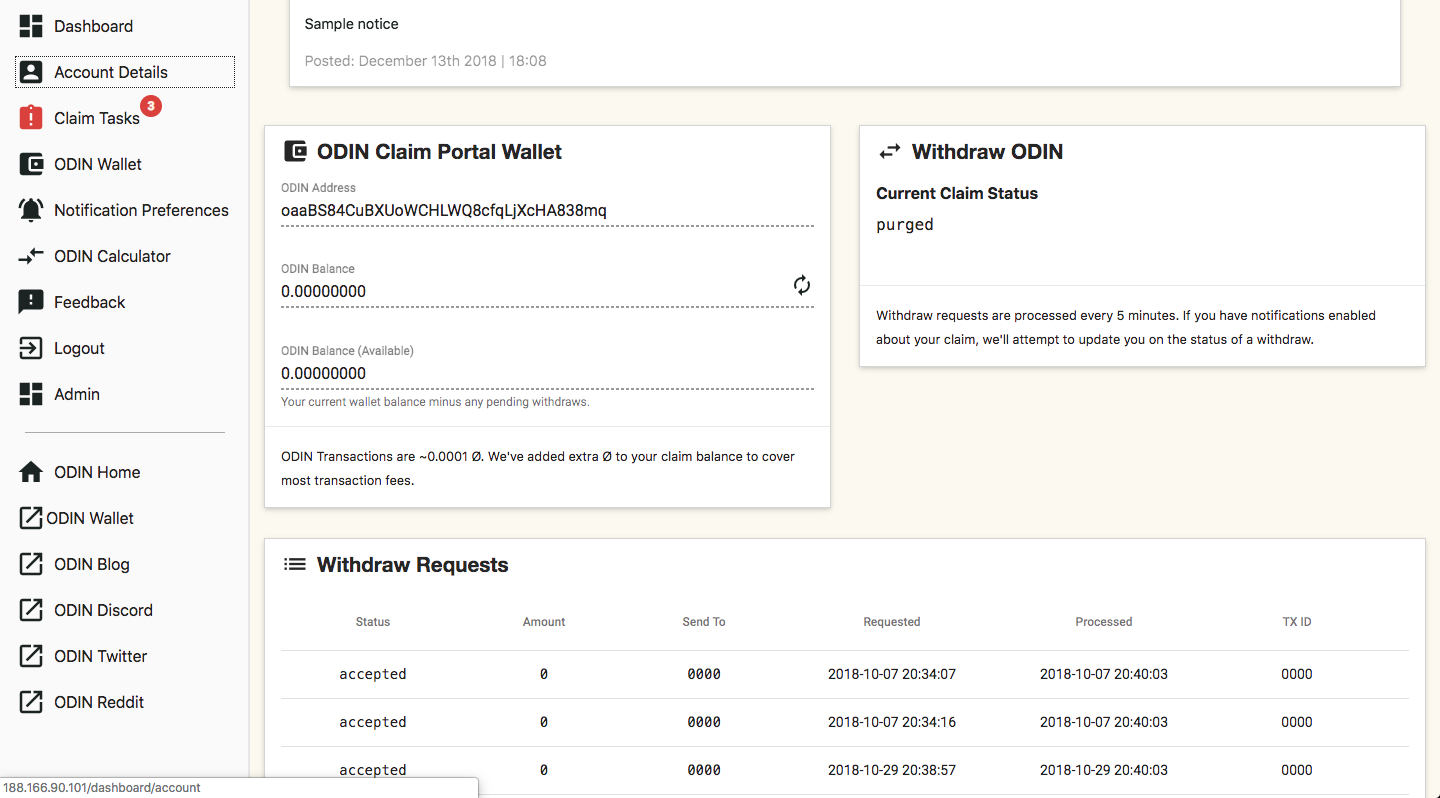 Dashboard
Account Details
Claim Tasks 3
ODIN Wallet
Notification Preferences
ODIN Calculator
Feedback
Logout
Admin
ODIN Home
ODIN Wallet
ODIN Blog
ODIN Discord
ODIN Twitter
ODIN Reddit
Sample notice
Posted: December 13th 2018 | 18:08
ODIN Claim Portal Wallet
ODIN Address
oaaBS84CuBXUoWCHLWQ8cfqLjXcHA838mq
ODIN Balance
0.00000000
ODIN Balance (Available)
0.00000000
Your current wallet balance minus any pending withdraws.
ODIN Transactions are ~0.0001 Ø. We've added extra Ø to your claim balance to cover
most transaction fees.
Withdraw ODIN
Current Claim Status
purged
Withdraw requests are processed every 5 minutes. If you have notifications enabled
about your claim, we'll attempt to update you on the status of a withdraw.
Withdraw Requests
Status Amount Send To Requested Processed TX ID
accepted 0 0000 2018-10-07 20:34:07 2018-10-07 20:40:03 0000
accepted 0 0000 2018-10-07 20:34:16 2018-10-07 20:40:03 0000
accepted 0 0000 2018-10-29 20:38:57 2018-10-29 20:40:03 0000
188.166.90.101/dashboard/account